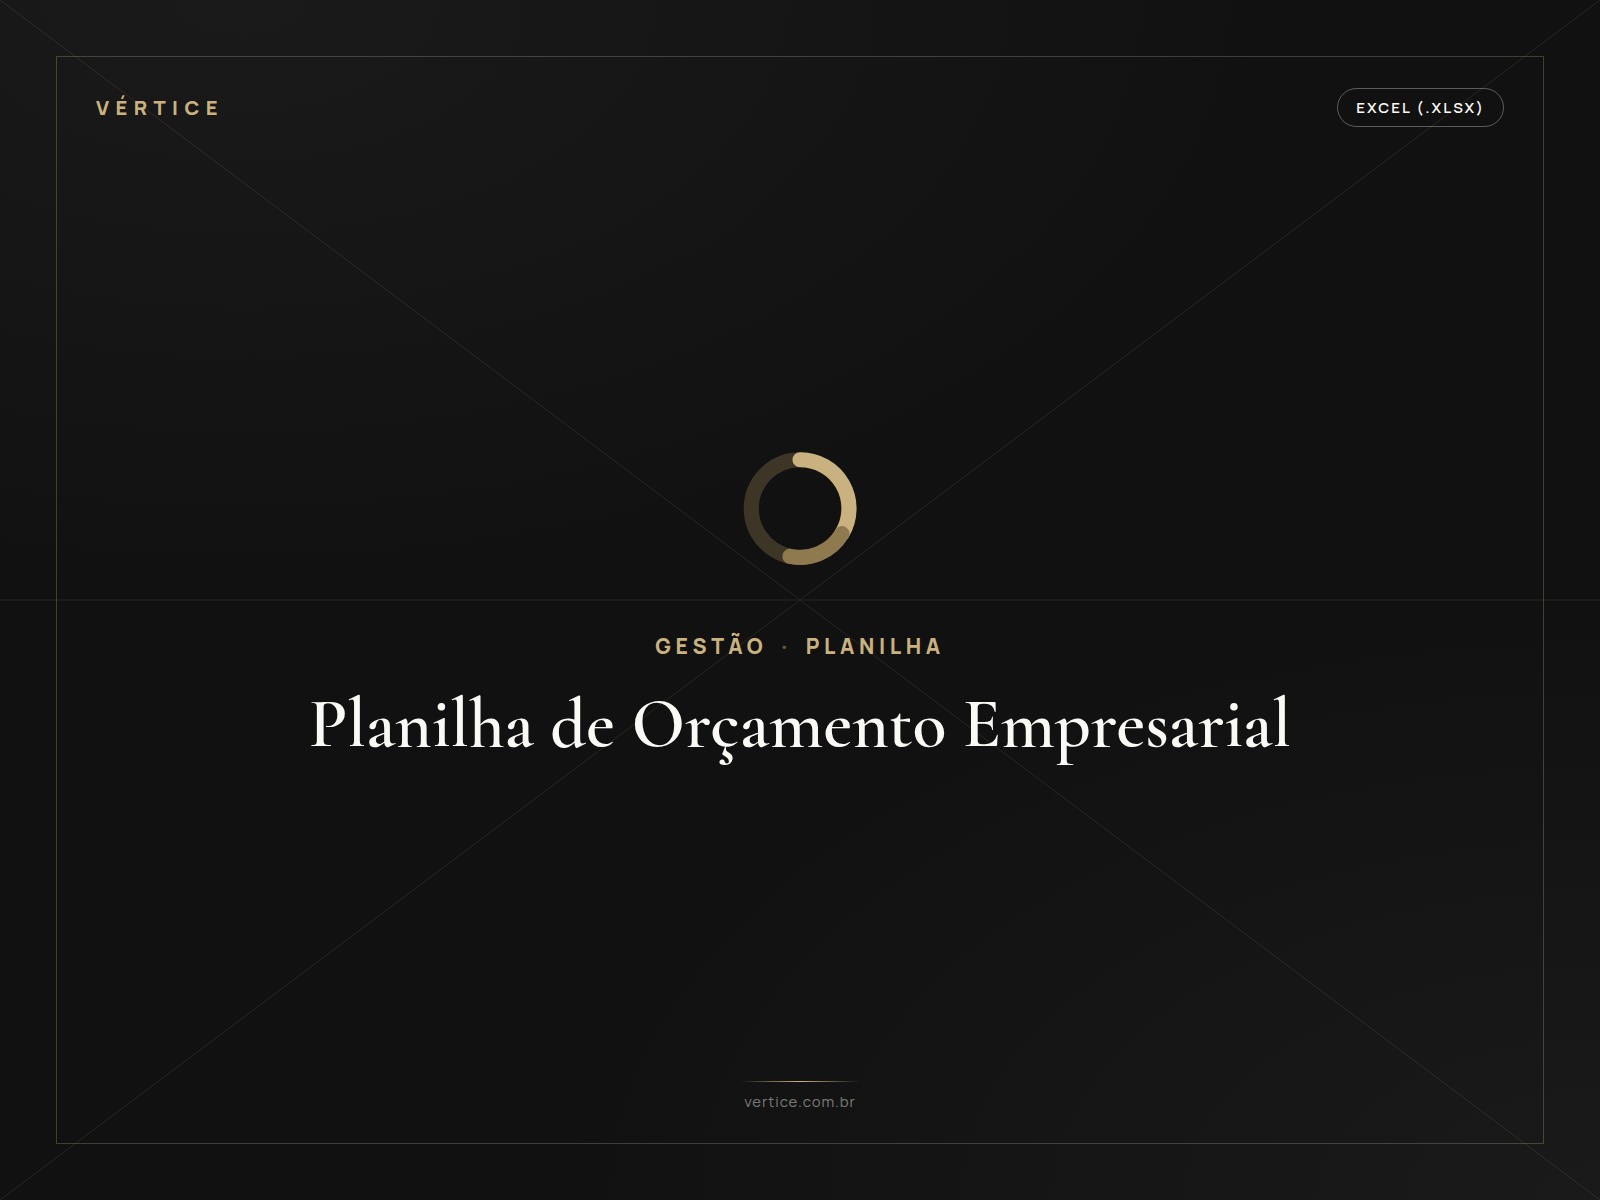 VÉRTICE
EXCEL (.XLSX)
GESTÃO · PLANILHA
Planilha de Orçamento Empresarial
vertice.com.br